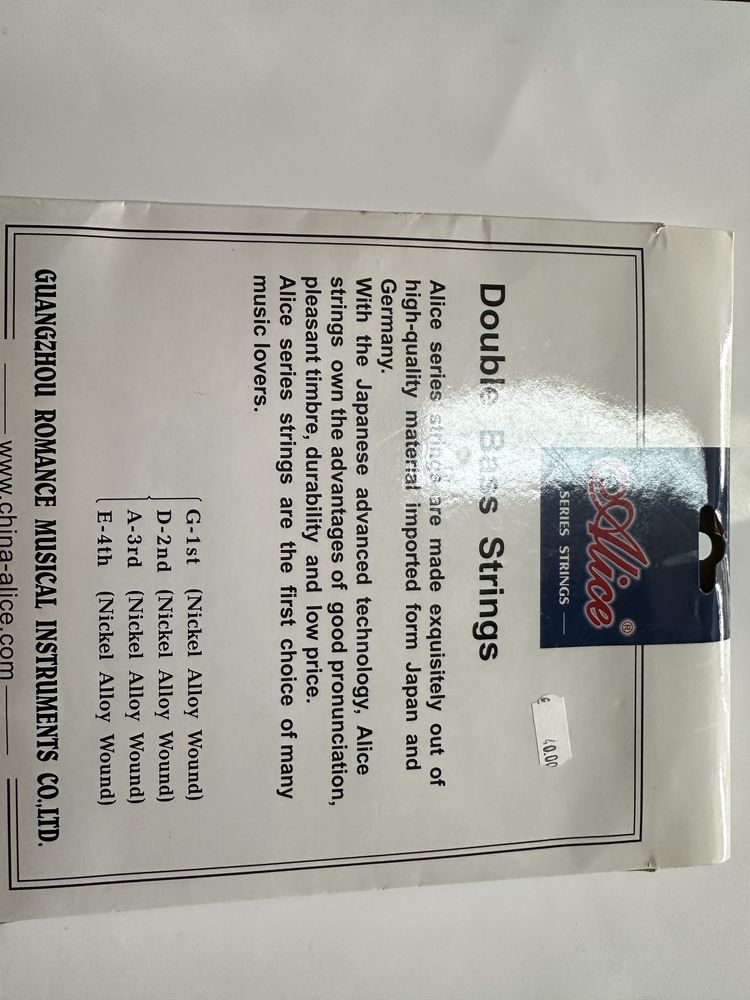 Alice®
SERIES STRINGS
€ 40.00
Double Bass Strings
Alice series strings are made exquisitely out of
high-quality material imported form Japan and
Germany.
With the Japanese advanced technology, Alice
strings own the advantages of good pronunciation,
pleasant timbre, durability and low price.
Alice series strings are the first choice of many
music lovers.
G-1st (Nickel Alloy Wound)
D-2nd (Nickel Alloy Wound)
A-3rd (Nickel Alloy Wound)
E-4th (Nickel Alloy Wound)
GUANGZHOU ROMANCE MUSICAL INSTRUMENTS CO.,LTD.
www.china-alice.com